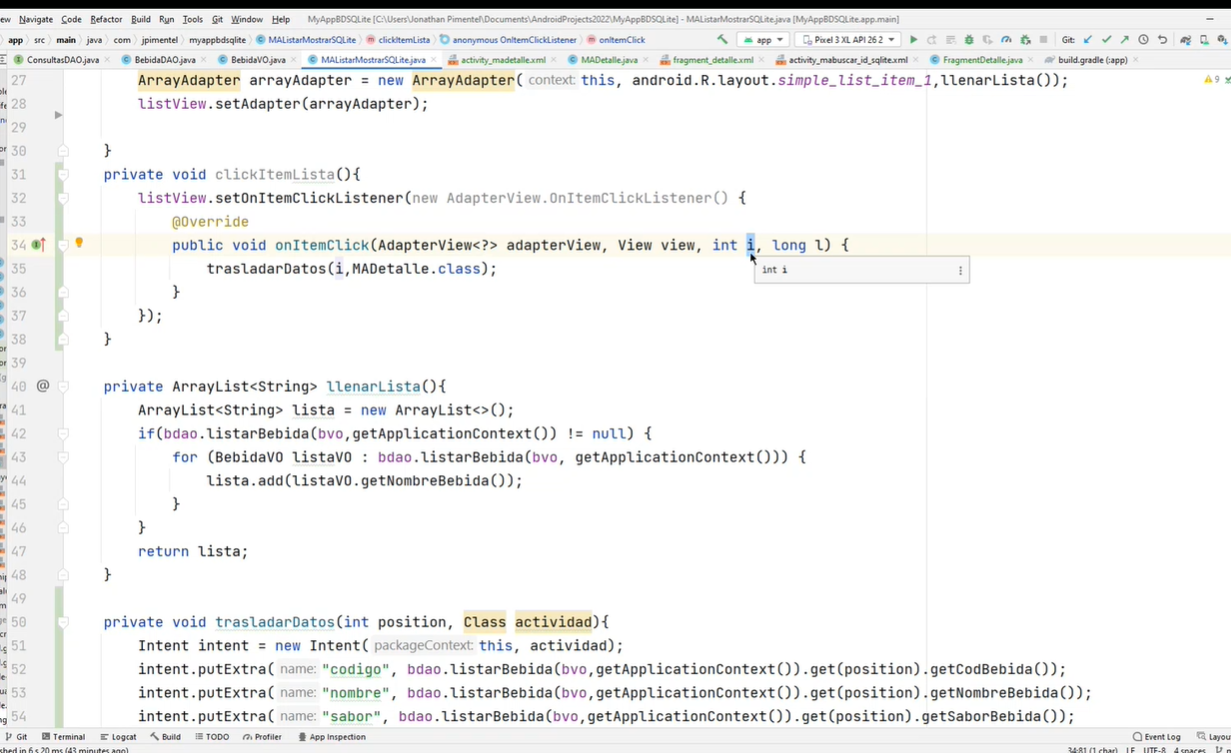 ew Navigate Code Refactor Build Run Tools Git Window Help MyAppBDSQLite [C:\Users\Jonathan Pimentel\Documents\AndroidProjects2022\MyAppBDSQLite] - MAListarMostrarSQLite.java [MyAppBDSQLite.app.main]
app src main java com jpimentel myappbdsqlite MAListarMostrarSQLite clickItemLista anonymous OnItemClickListener onItemClick app Pixel 3 XL API 26 2 Git:
ConsultasDAO.java BebidaDAO.java BebidaVO.java MAListarMostrarSQLite.java activity_madetalle.xml MADetalle.java fragment_detalle.xml activity_mabuscar_id_sqlite.xml FragmentDetalle.java build.gradle (:app)
27 ArrayAdapter arrayAdapter = new ArrayAdapter( context: this, android.R.layout.simple_list_item_1,llenarLista()); 9
28 listView.setAdapter(arrayAdapter);
29
30 }
31 private void clickItemLista(){
32 listView.setOnItemClickListener(new AdapterView.OnItemClickListener() {
33 @Override
34 public void onItemClick(AdapterView<?> adapterView, View view, int i, long l) {
int i
35 trasladarDatos(i,MADetalle.class);
36 }
37 });
38 }
39
40 @ private ArrayList<String> llenarLista(){
41 ArrayList<String> lista = new ArrayList<>();
42 if(bdao.listarBebida(bvo,getApplicationContext()) != null) {
43 for (BebidaVO listaVO : bdao.listarBebida(bvo, getApplicationContext())) {
44 lista.add(listaVO.getNombreBebida());
45 }
46 }
47 return lista;
48 }
49
50 private void trasladarDatos(int position, Class actividad){
51 Intent intent = new Intent( packageContext: this, actividad);
52 intent.putExtra( name: "codigo", bdao.listarBebida(bvo,getApplicationContext()).get(position).getCodBebida());
53 intent.putExtra( name: "nombre", bdao.listarBebida(bvo,getApplicationContext()).get(position).getNombreBebida());
54 intent.putExtra( name: "sabor", bdao.listarBebida(bvo,getApplicationContext()).get(position).getSaborBebida());
Git Terminal Logcat Build TODO Profiler App Inspection Event Log Layou
shed in 6 s 20 ms (43 minutes ago) 34:81 (1 char) LF UTF-8 4 spaces